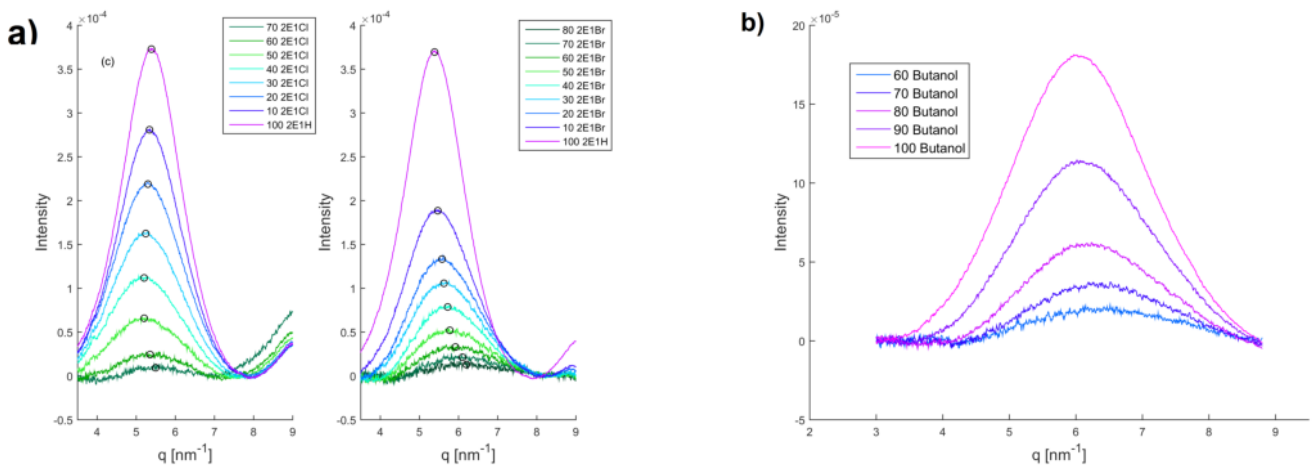 a)
×10⁻⁴
4
3.5
3
2.5
2
1.5
1
0.5
0
-0.5
4 5 6 7 8 9
q [nm⁻¹]
Intensity
(c)
70 2E1Cl
60 2E1Cl
50 2E1Cl
40 2E1Cl
30 2E1Cl
20 2E1Cl
10 2E1Cl
100 2E1H
×10⁻⁴
4
3.5
3
2.5
2
1.5
1
0.5
0
-0.5
4 5 6 7 8 9
q [nm⁻¹]
Intensity
80 2E1Br
70 2E1Br
60 2E1Br
50 2E1Br
40 2E1Br
30 2E1Br
20 2E1Br
10 2E1Br
100 2E1H
b)
20 ×10⁻⁵
15
10
5
0
-5
2 3 4 5 6 7 8 9
q [nm⁻¹]
Intensity
60 Butanol
70 Butanol
80 Butanol
90 Butanol
100 Butanol